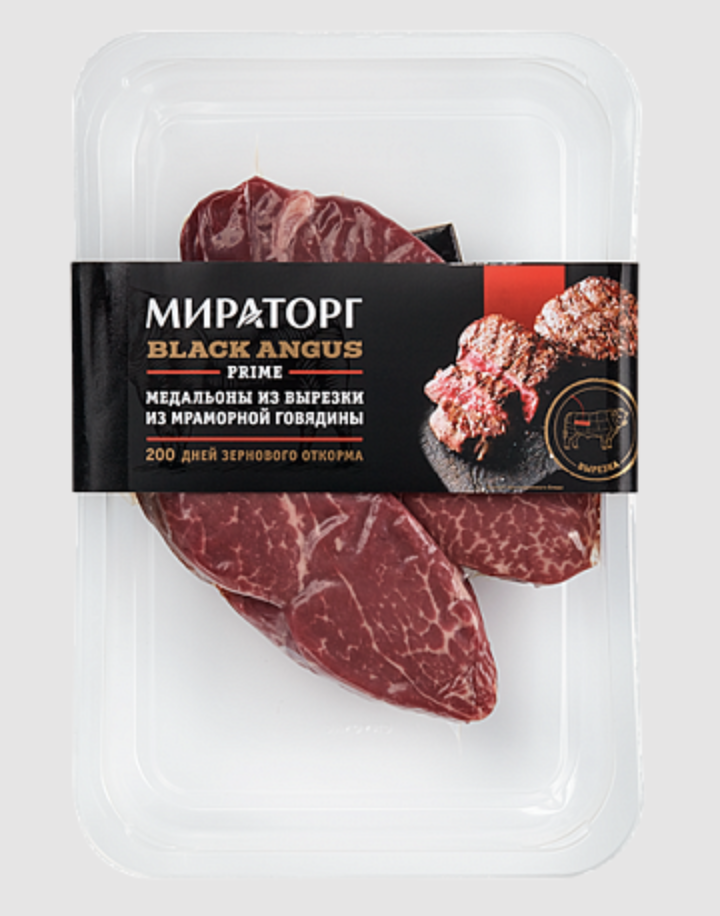 МИРАТОРГ
BLACK ANGUS
PRIME
МЕДАЛЬОНЫ ИЗ ВЫРЕЗКИ
ИЗ МРАМОРНОЙ ГОВЯДИНЫ
200 ДНЕЙ ЗЕРНОВОГО ОТКОРМА
ВЫРЕЗКА